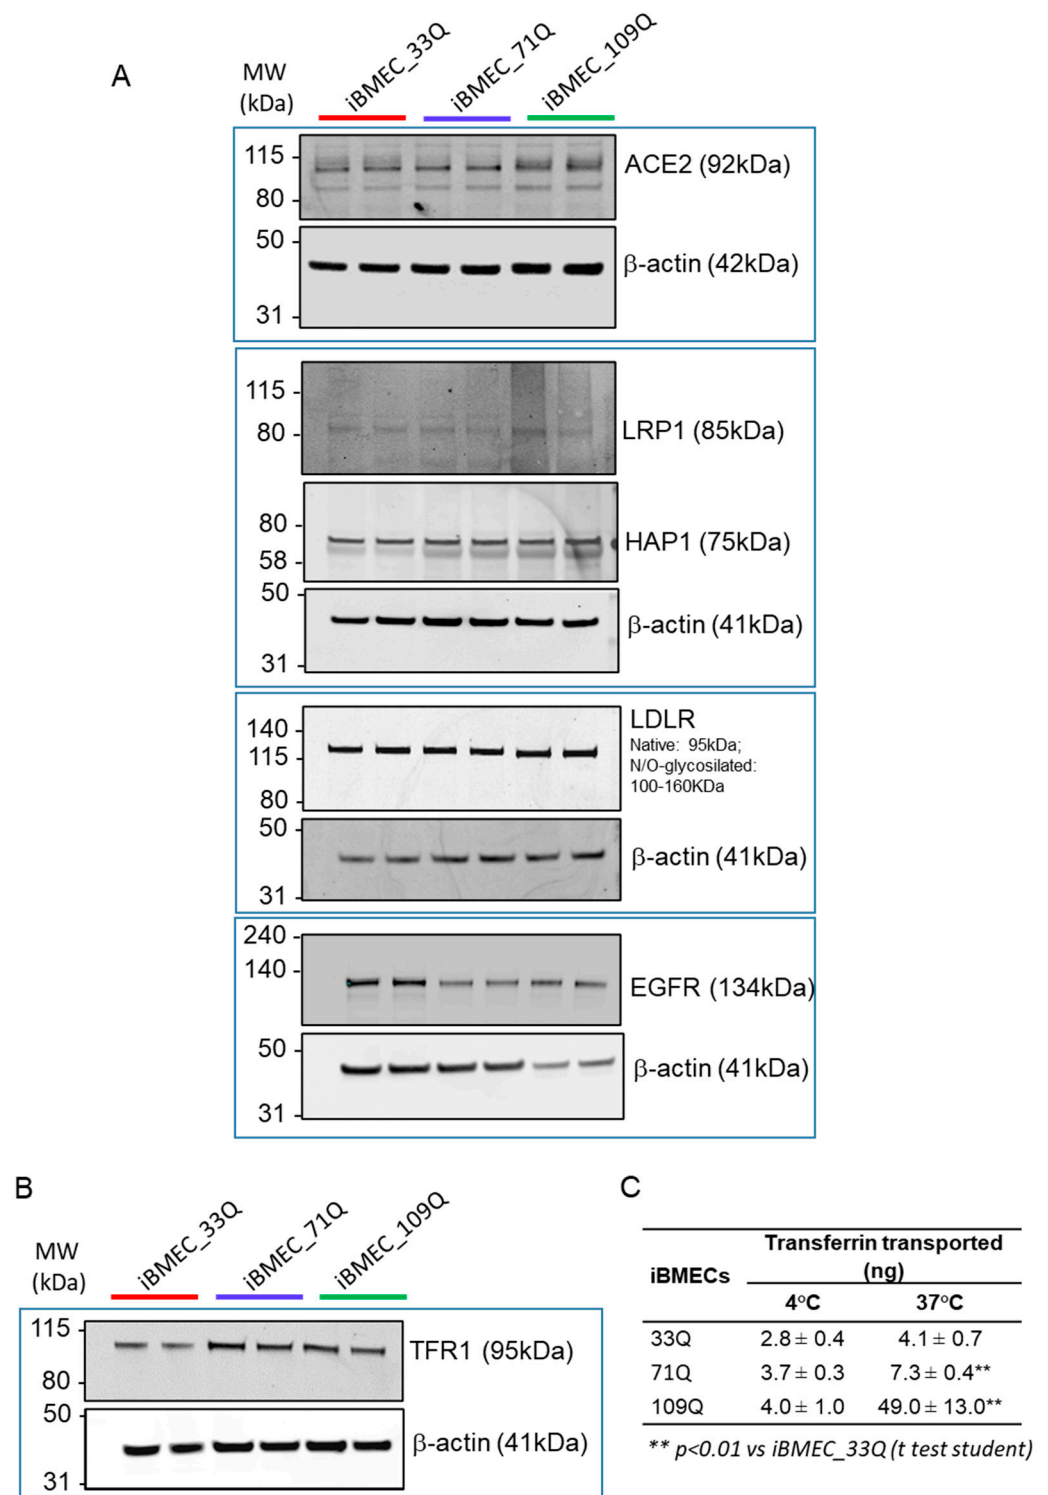 A
MW
(kDa)
iBMEC_33Q
iBMEC_71Q
iBMEC_109Q
115
80
ACE2 (92kDa)
50
31
β-actin (42kDa)
115
80
LRP1 (85kDa)
80
58
HAP1 (75kDa)
50
31
β-actin (41kDa)
140
115
80
LDLR
Native: 95kDa;
N/O-glycosilated:
100-160KDa
50
31
β-actin (41kDa)
240
140
EGFR (134kDa)
50
31
β-actin (41kDa)
B
MW
(kDa)
iBMEC_33Q
iBMEC_71Q
iBMEC_109Q
115
80
TFR1 (95kDa)
50
31
β-actin (41kDa)
C
iBMECs
Transferrin transported
(ng)
4°C 37°C
33Q 2.8 ± 0.4 4.1 ± 0.7
71Q 3.7 ± 0.3 7.3 ± 0.4**
109Q 4.0 ± 1.0 49.0 ± 13.0**
** p<0.01 vs iBMEC_33Q (t test student)